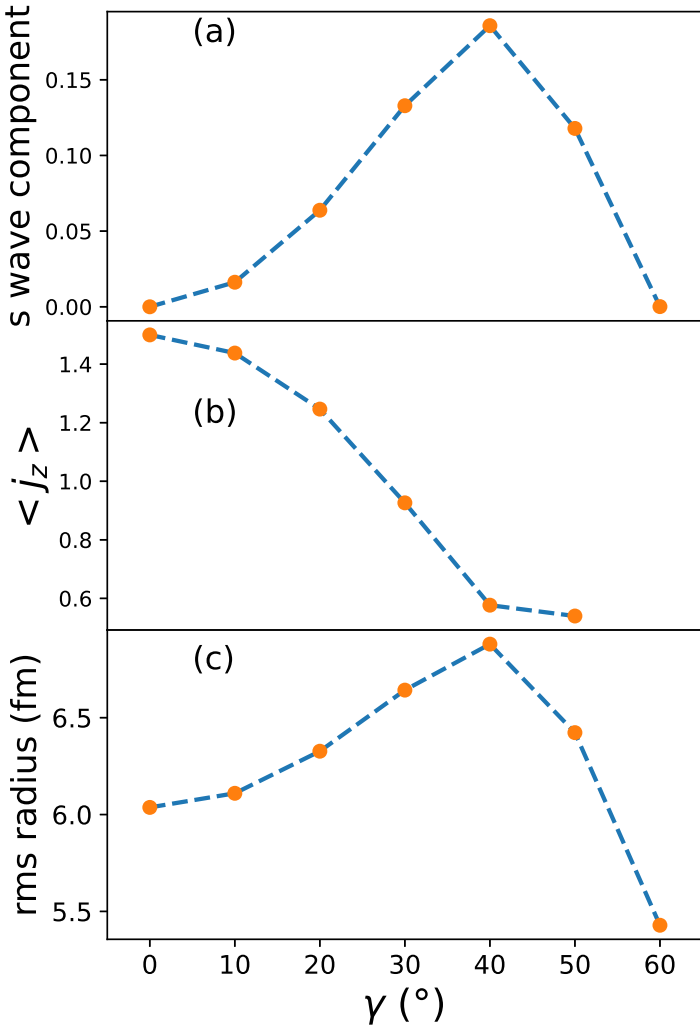 (a)
s wave component
0.15
0.10
0.05
0.00
(b)
< j_z >
1.4
1.2
1.0
0.8
0.6
(c)
rms radius (fm)
6.5
6.0
5.5
0 10 20 30 40 50 60
γ (°)